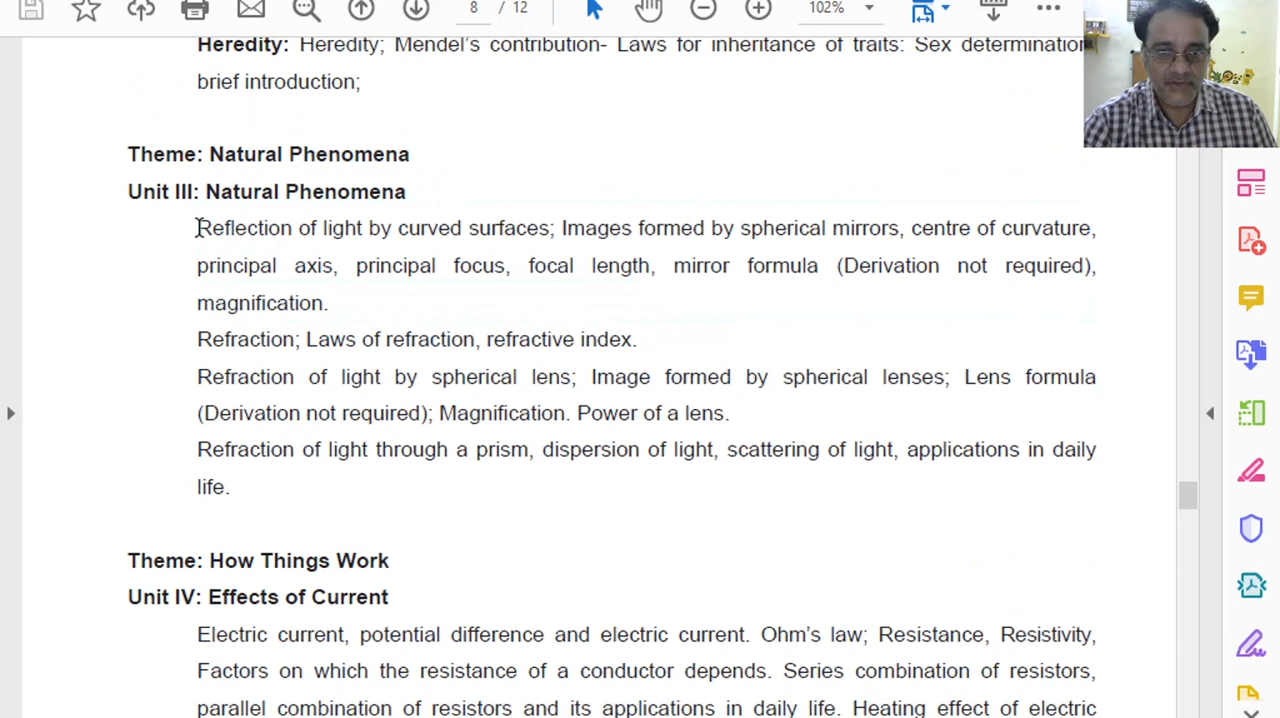 8 / 12
102%
Heredity: Heredity; Mendel's contribution- Laws for inheritance of traits: Sex determination
brief introduction;
Theme: Natural Phenomena
Unit III: Natural Phenomena
Reflection of light by curved surfaces; Images formed by spherical mirrors, centre of curvature,
principal axis, principal focus, focal length, mirror formula (Derivation not required),
magnification.
Refraction; Laws of refraction, refractive index.
Refraction of light by spherical lens; Image formed by spherical lenses; Lens formula
(Derivation not required); Magnification. Power of a lens.
Refraction of light through a prism, dispersion of light, scattering of light, applications in daily
life.
Theme: How Things Work
Unit IV: Effects of Current
Electric current, potential difference and electric current. Ohm's law; Resistance, Resistivity,
Factors on which the resistance of a conductor depends. Series combination of resistors,
parallel combination of resistors and its applications in daily life. Heating effect of electric